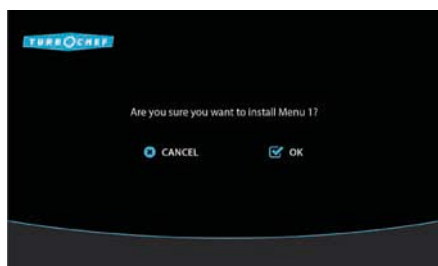 TURBOCHEF
Are you sure you want to install Menu 1?
CANCEL
OK